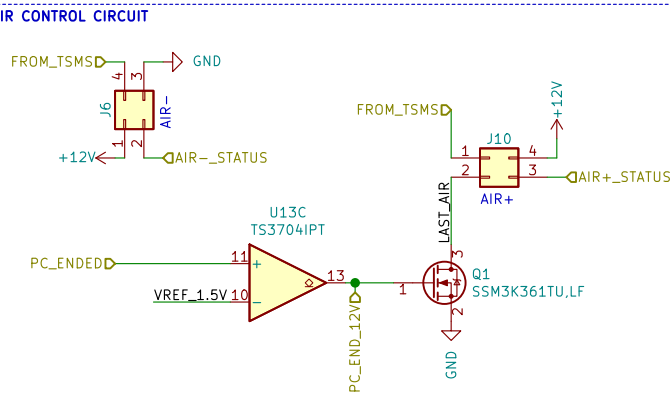 IR CONTROL CIRCUIT
FROM_TSMS
GND
4
3
J6
AIR-
1
2
+12V
AIR-_STATUS
FROM_TSMS
+12V
J10
1
4
2
3
AIR+_STATUS
AIR+
LAST_AIR
U13C
TS3704IPT
PC_ENDED
11
+
13
VREF_1.5V
10
-
PC_END_12V
3
Q1
1
SSM3K361TU,LF
2
GND